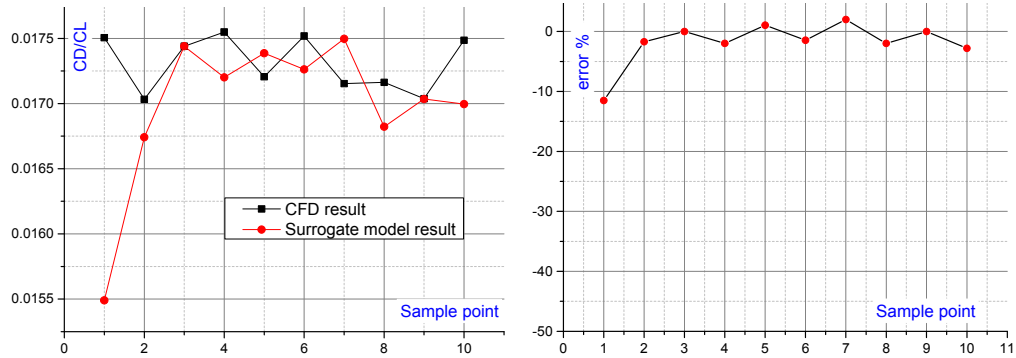 CD/CL
0.0175
0.0170
0.0165
0.0160
0.0155
CFD result
Surrogate model result
Sample point
0 2 4 6 8 10
error %
0
-10
-20
-30
-40
-50
Sample point
0 1 2 3 4 5 6 7 8 9 10 11